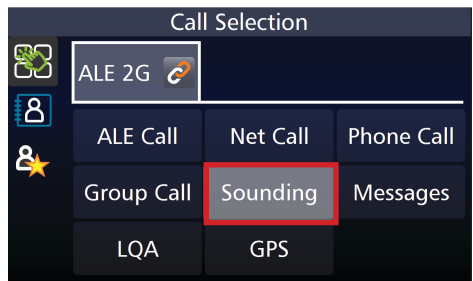 Call Selection
ALE 2G
ALE Call Net Call Phone Call
Group Call Sounding Messages
LQA GPS